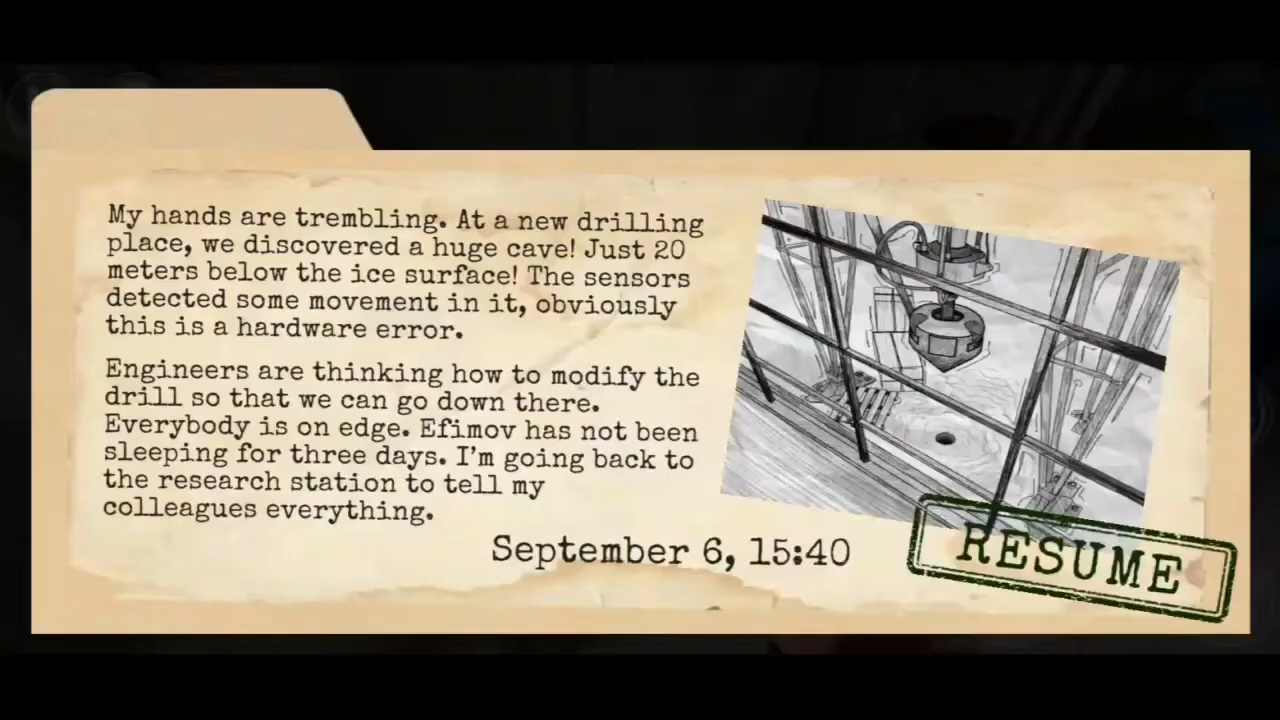 My hands are trembling. At a new drilling
place, we discovered a huge cave! Just 20
meters below the ice surface! The sensors
detected some movement in it, obviously
this is a hardware error.
Engineers are thinking how to modify the
drill so that we can go down there.
Everybody is on edge. Efimov has not been
sleeping for three days. I'm going back to
the research station to tell my
colleagues everything.
September 6, 15:40
RESUME